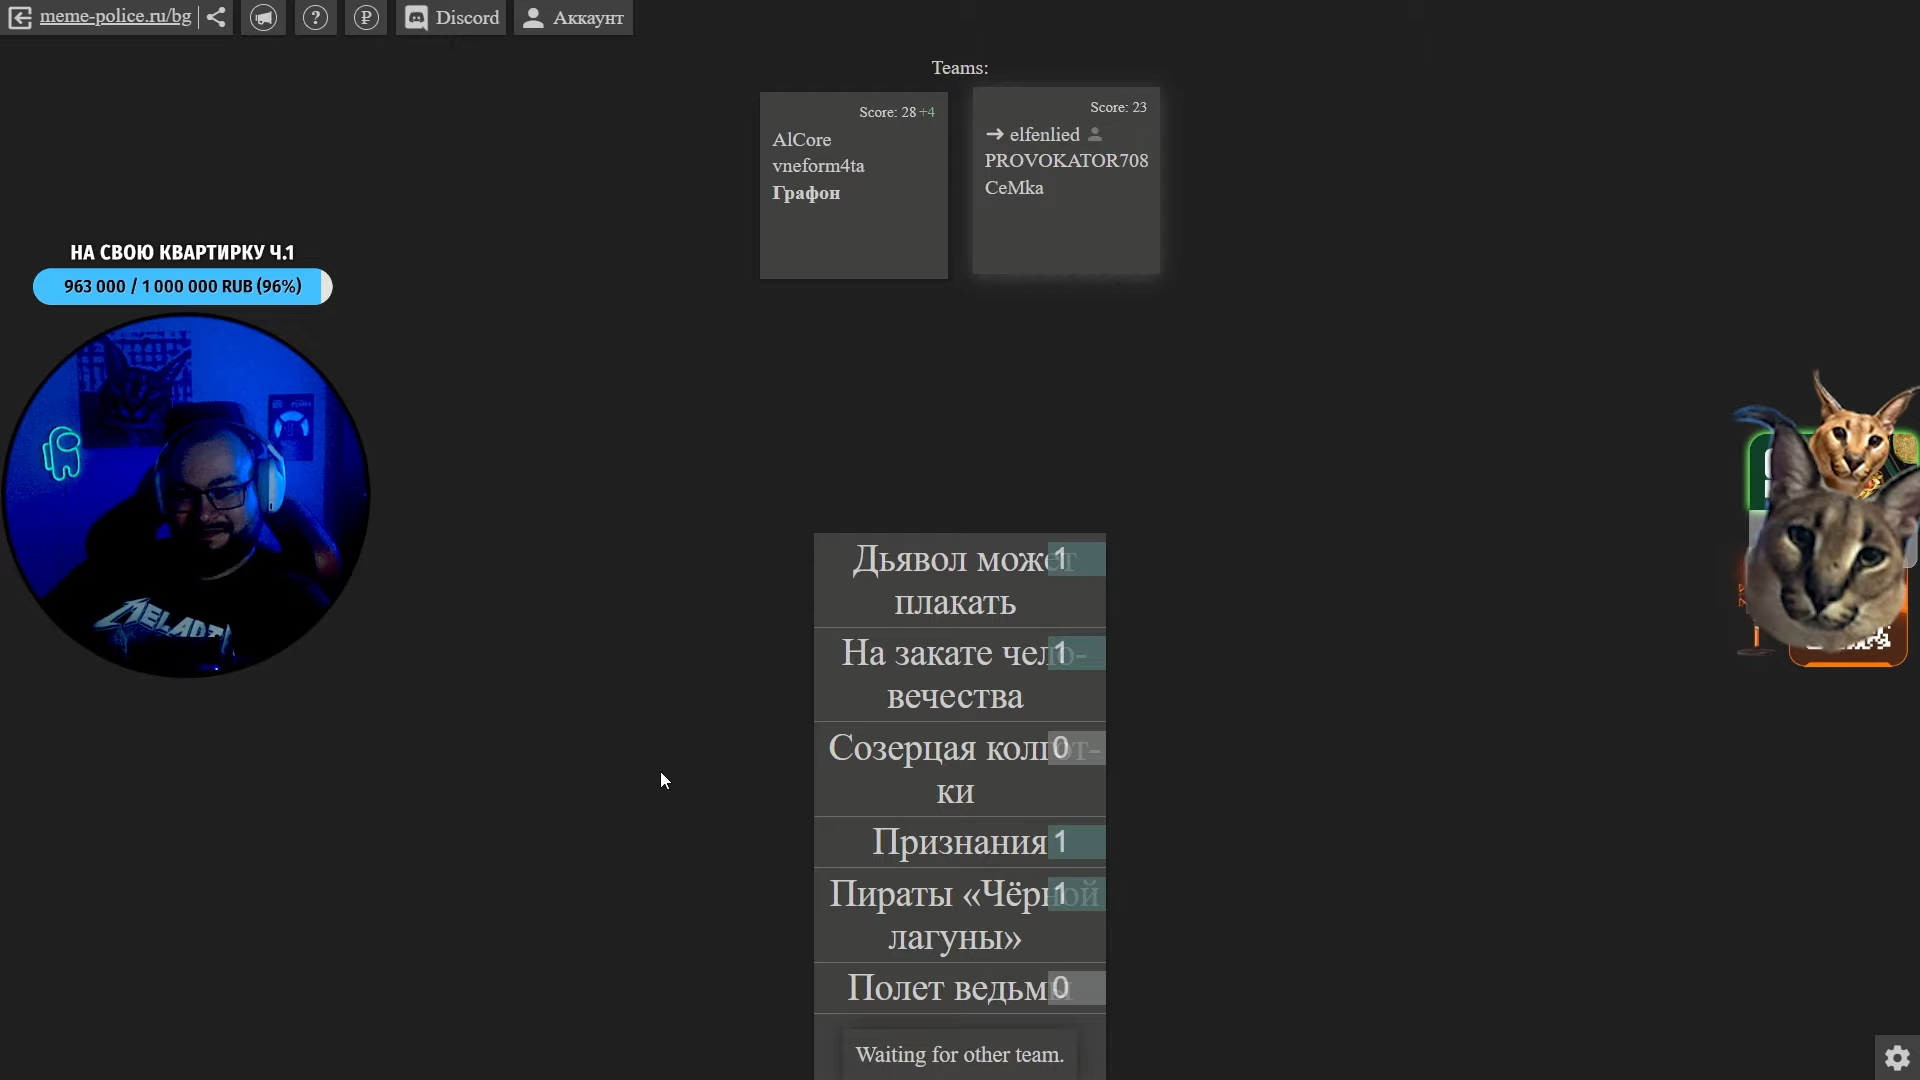 meme-police.ru/bg
Discord
Аккаунт
Teams:
Score: 28 +4
AlCore
vneform4ta
Графон
Score: 23
→ elfenlied
PROVOKATOR708
CeMka
НА СВОЮ КВАРТИРКУ Ч.1
963 000 / 1 000 000 RUB (96%)
Дьявол может 1
плакать
На закате чело- 1
вечества
Созерцая колгот- 0
ки
Признания 1
Пираты «Чёрной 1
лагуны»
Полет ведьмы 0
Waiting for other team.